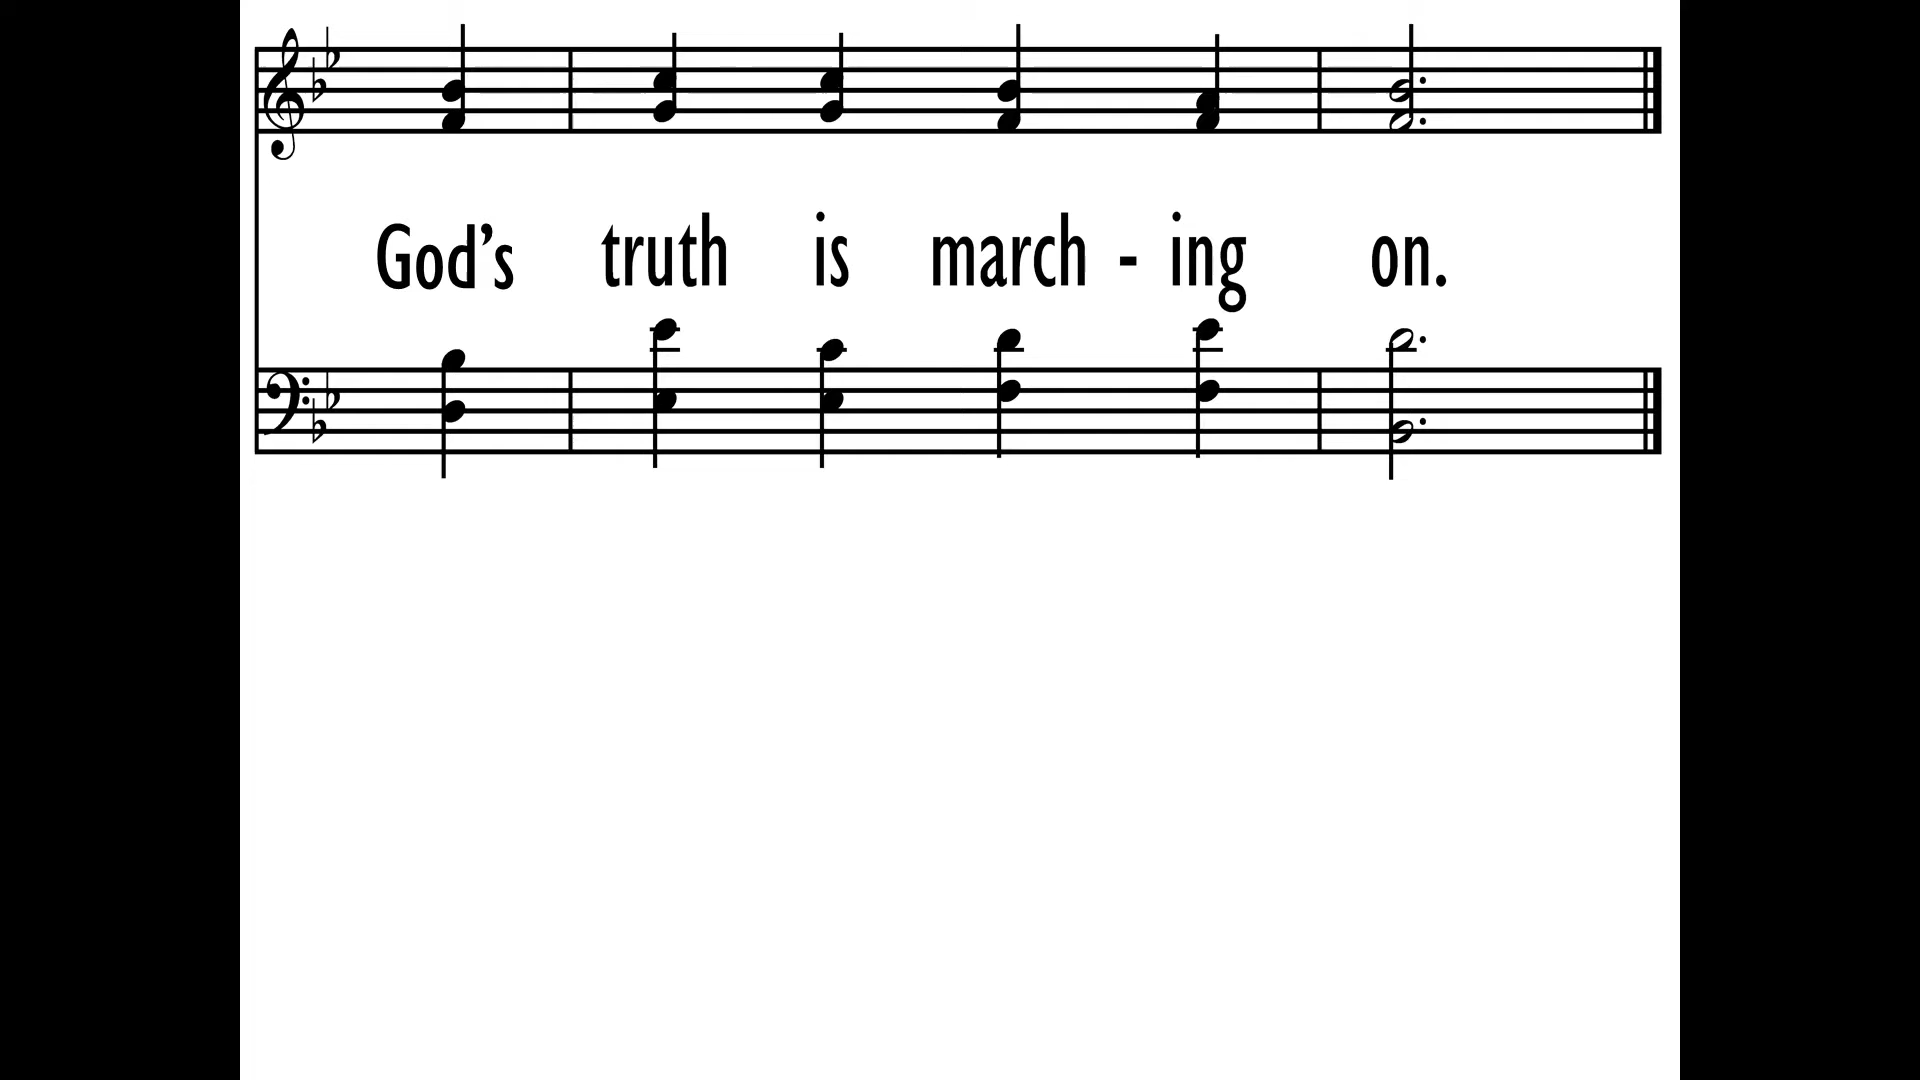 God’s truth is march - ing on.